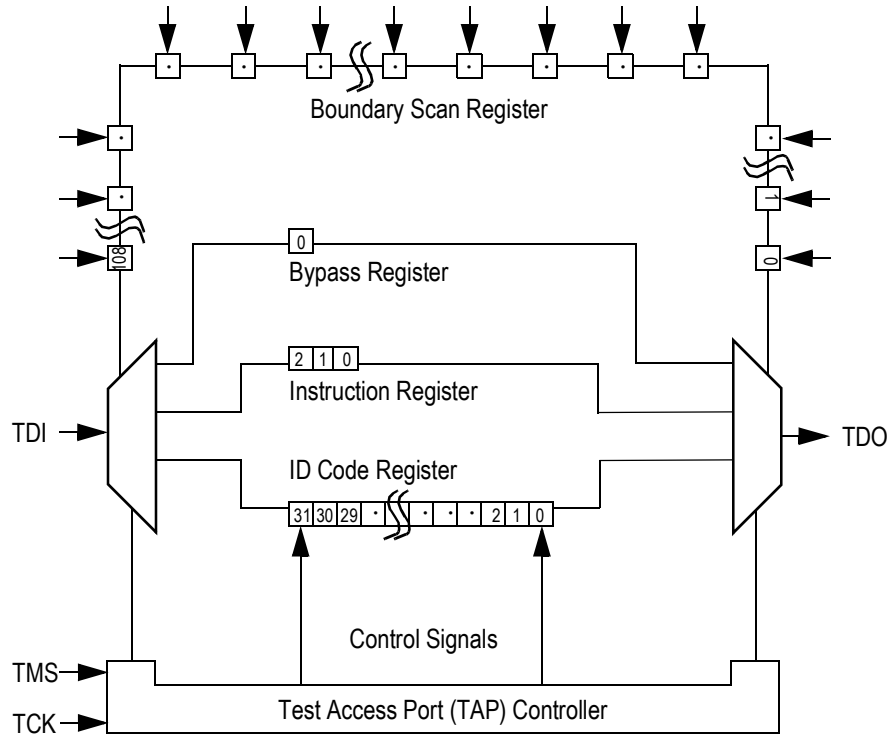 · · · · · · · ·
Boundary Scan Register
· ·
· 1
108 0
0
Bypass Register
2 1 0
Instruction Register
TDI TDO
ID Code Register
31 30 29 · · · · 2 1 0
Control Signals
TMS
Test Access Port (TAP) Controller
TCK